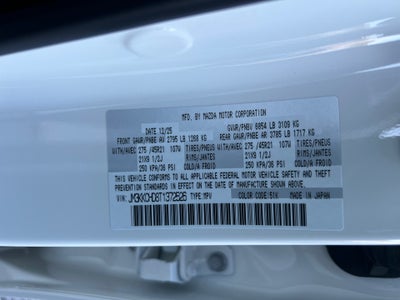 MFD. BY MAZDA MOTOR CORPORATION
DATE 12/25 GVWR/PNBV 6854 LB 3109 KG
FRONT GAWR/PNBE AV 2795 LB 1268 KG REAR GAWR/PNBE AR 3785 LB 1717 KG
WITH/AVEC 275 /45R21 107W TIRES/PNEUS WITH/AVEC 275 /45R21 107W TIRES/PNEUS
21X9 1/2J RIMS/JANTES 21X9 1/2J RIMS/JANTES
250 KPA/36 PSI COLD/A FROID 250 KPA/36 PSI COLD/A FROID
THIS VEHICLE CONFORMS TO ALL APPLICABLE
FEDERAL MOTOR VEHICLE SAFETY AND THEFT
PREVENTION STANDARDS IN EFFECT ON THE DATE
OF MANUFACTURE SHOWN ABOVE.
VIN: TYPE:MPV COLOR CODE:51K MADE IN JAPAN